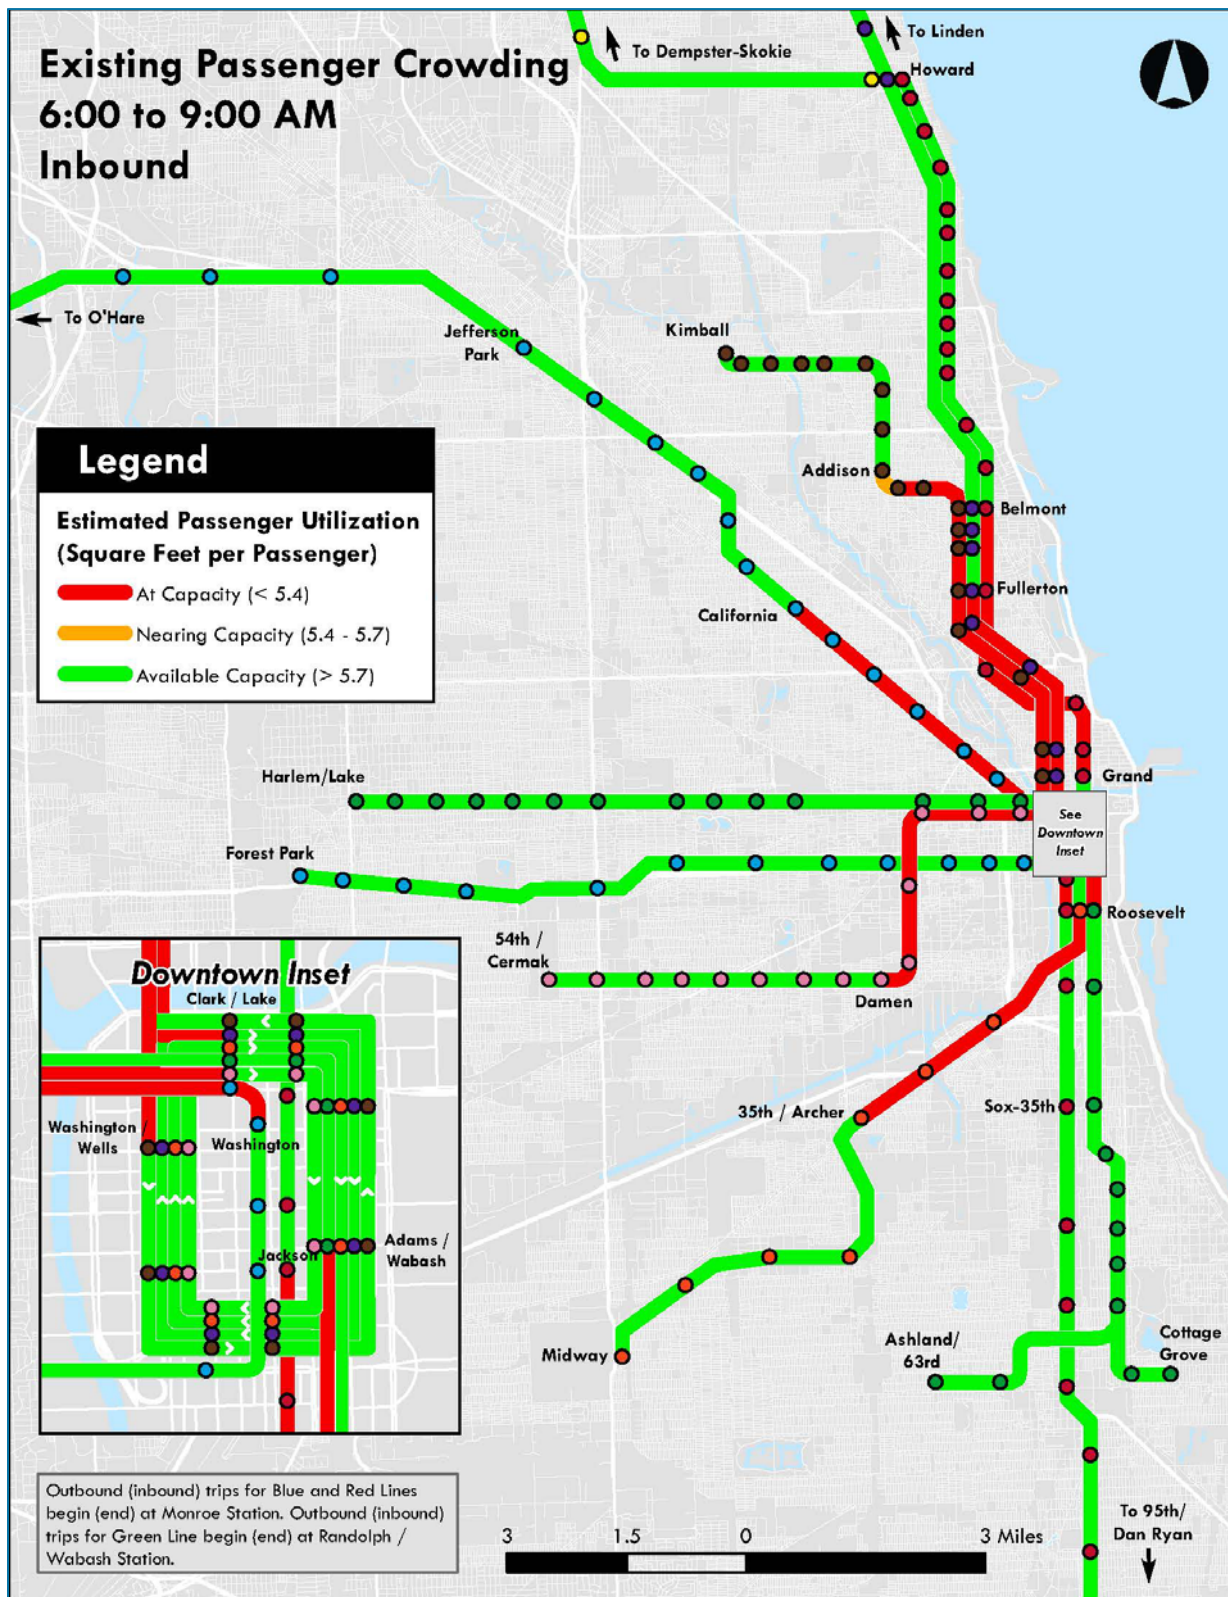 Existing Passenger Crowding
6:00 to 9:00 AM
Inbound
To Dempster-Skokie
To Linden
Howard
To O'Hare
Jefferson
Park
Kimball
Addison
Belmont
Fullerton
California
Legend
Estimated Passenger Utilization
(Square Feet per Passenger)
At Capacity (< 5.4)
Nearing Capacity (5.4 - 5.7)
Available Capacity (> 5.7)
Harlem/Lake
Grand
See
Downtown
Inset
Forest Park
Roosevelt
54th /
Cermak
Damen
35th / Archer
Sox-35th
Midway
Ashland/
63rd
Cottage
Grove
To 95th/
Dan Ryan
Downtown Inset
Clark / Lake
Washington /
Wells
Washington
Jackson
Adams /
Wabash
Outbound (inbound) trips for Blue and Red Lines
begin (end) at Monroe Station. Outbound (inbound)
trips for Green Line begin (end) at Randolph /
Wabash Station.
3 1.5 0 3 Miles